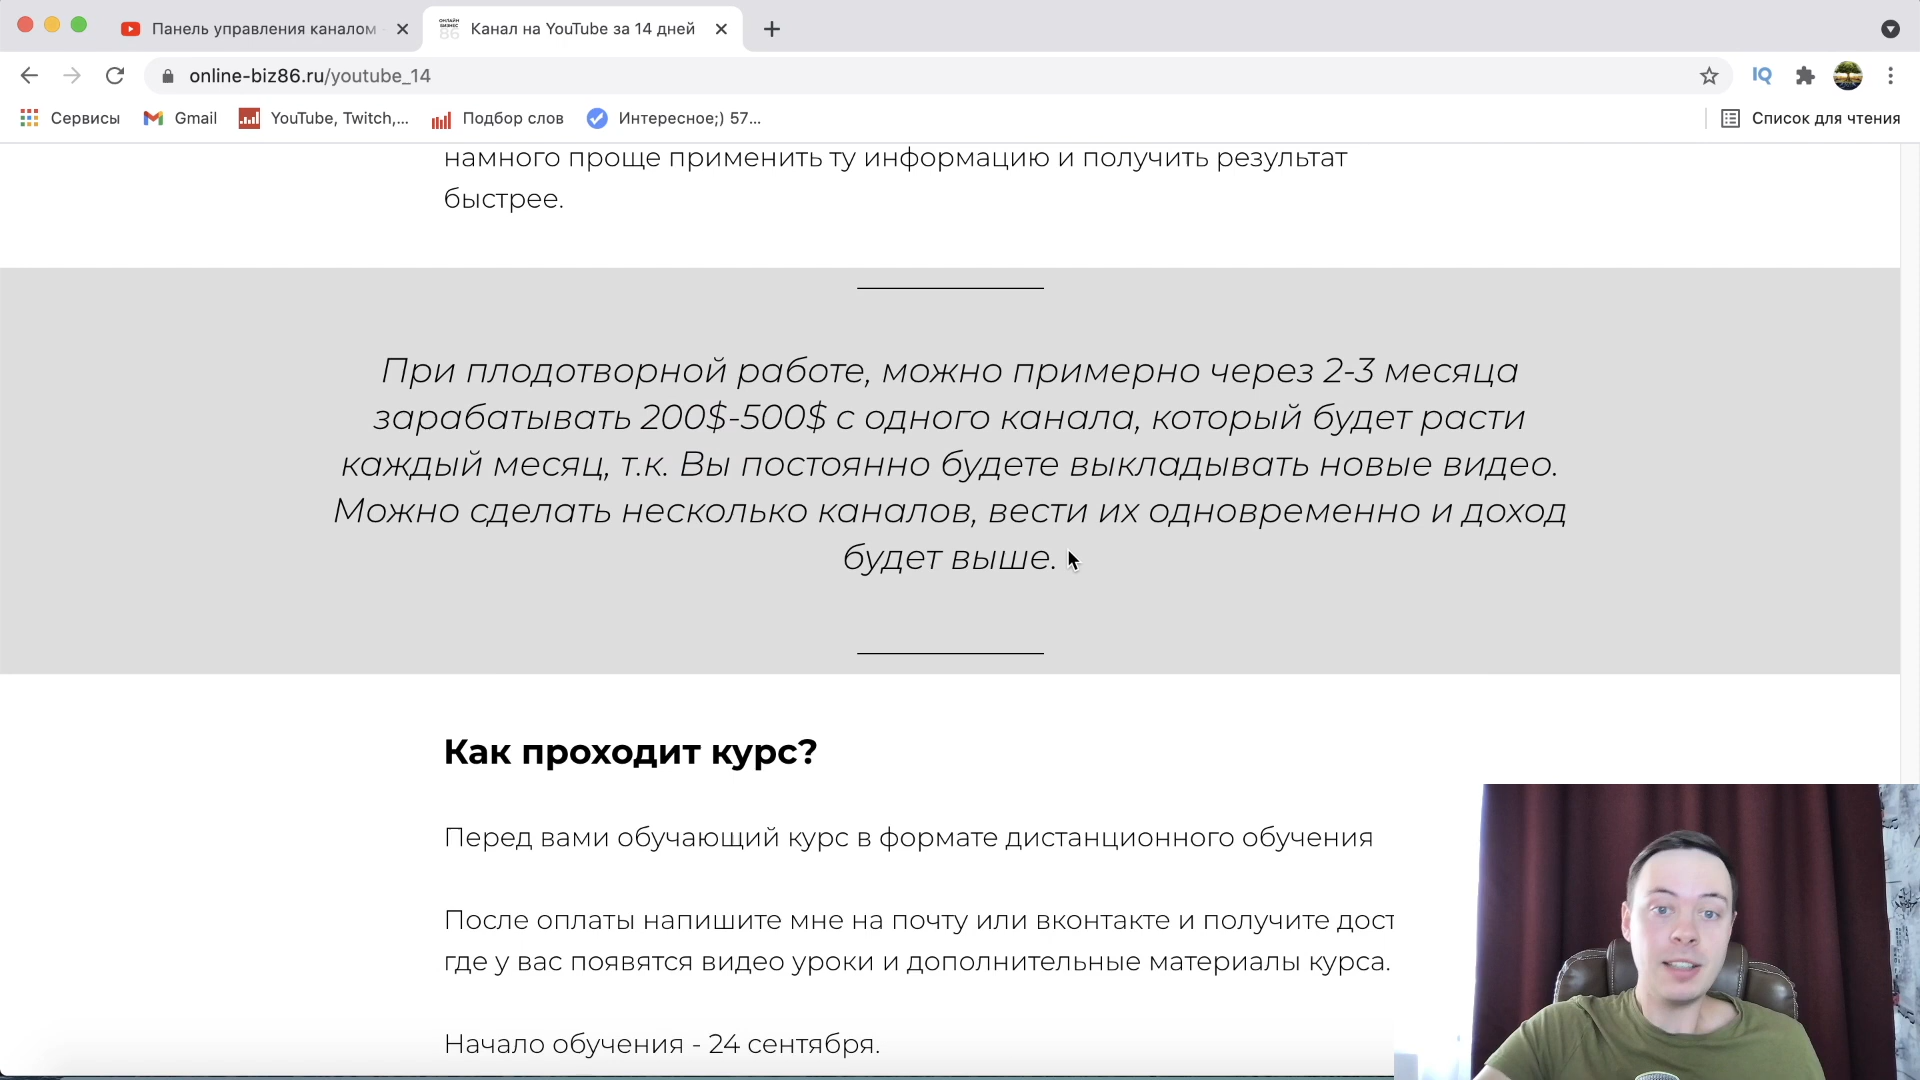 Панель управления каналом -
ОНЛАЙН
БИЗНЕС
86
Канал на YouTube за 14 дней
online-biz86.ru/youtube_14
IQ
Сервисы
Gmail
YouTube, Twitch,...
Подбор слов
Интересное;) 57...
Список для чтения
намного проще применить ту информацию и получить результат
быстрее.
При плодотворной работе, можно примерно через 2-3 месяца
зарабатывать 200$-500$ с одного канала, который будет расти
каждый месяц, т.к. Вы постоянно будете выкладывать новые видео.
Можно сделать несколько каналов, вести их одновременно и доход
будет выше.
Как проходит курс?
Перед вами обучающий курс в формате дистанционного обучения
После оплаты напишите мне на почту или вконтакте и получите дост
где у вас появятся видео уроки и дополнительные материалы курса.
Начало обучения - 24 сентября.